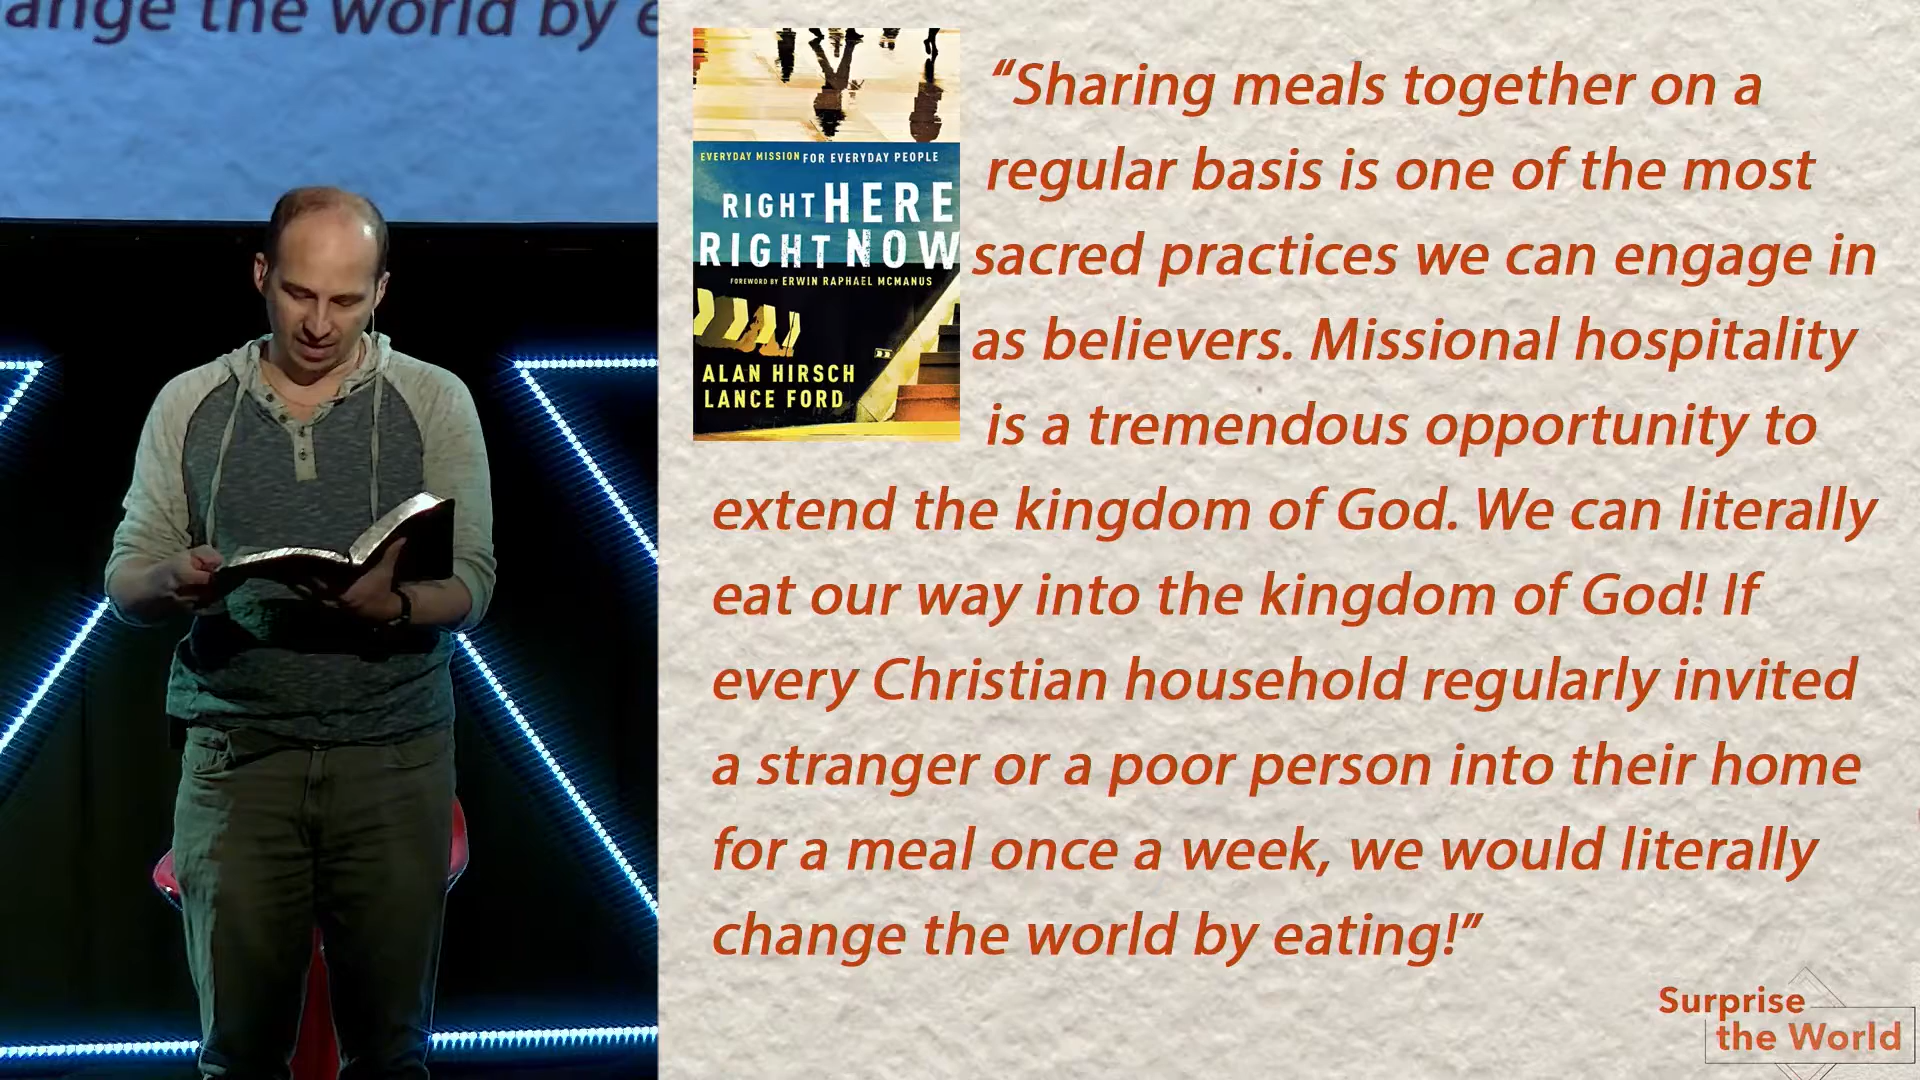 ange the world by e
EVERYDAY MISSION FOR EVERYDAY PEOPLE
RIGHT HERE
RIGHT NOW
FOREWORD BY ERWIN RAPHAEL MCMANUS
ALAN HIRSCH
LANCE FORD
“Sharing meals together on a
regular basis is one of the most
sacred practices we can engage in
as believers. Missional hospitality
is a tremendous opportunity to
extend the kingdom of God. We can literally
eat our way into the kingdom of God! If
every Christian household regularly invited
a stranger or a poor person into their home
for a meal once a week, we would literally
change the world by eating!”
Surprise
the World